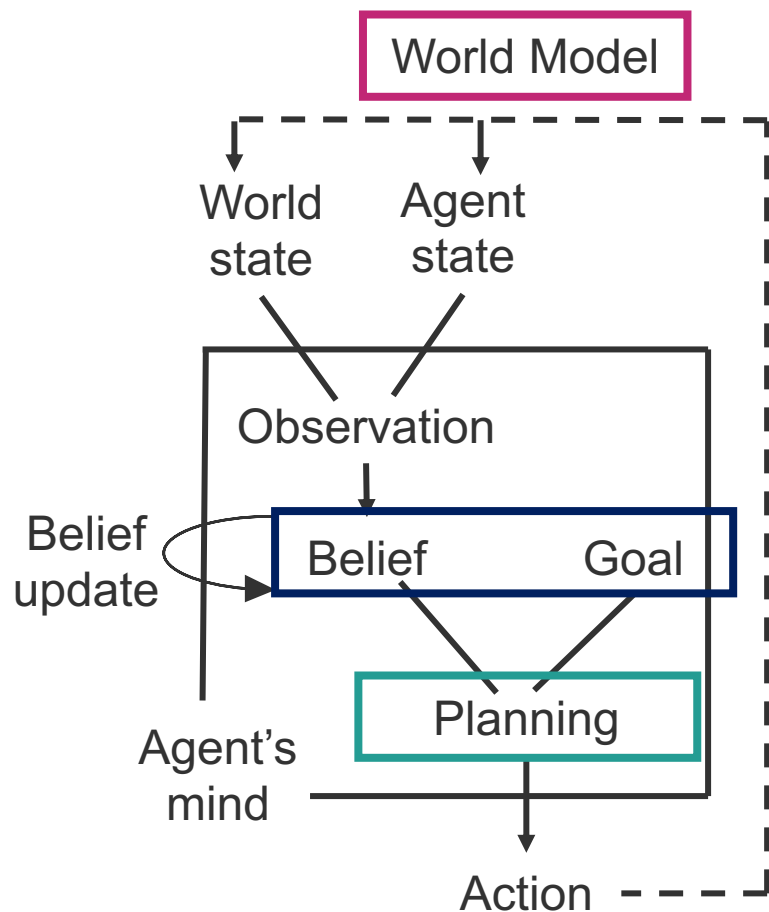 World Model
World
state
Agent
state
Observation
Belief
update
Belief
Goal
Planning
Agent’s
mind
Action